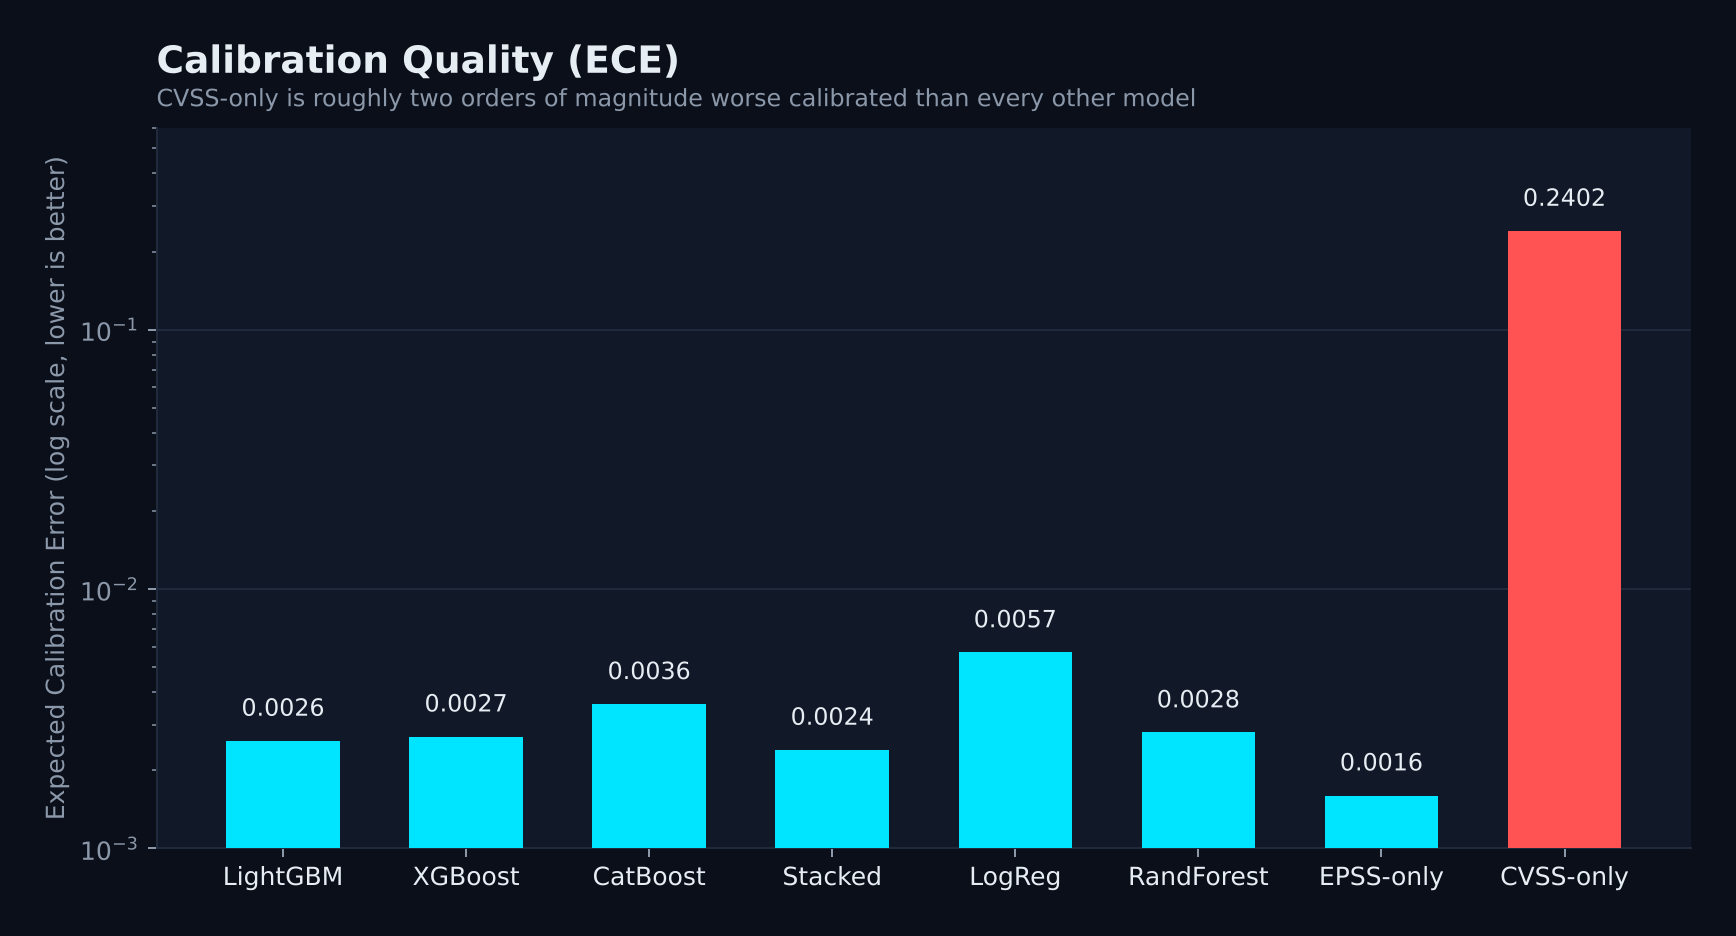 Calibration Quality (ECE)
CVSS-only is roughly two orders of magnitude worse calibrated than every other model
Expected Calibration Error (log scale, lower is better)
10⁻¹
10⁻²
10⁻³
0.0026
0.0027
0.0036
0.0024
0.0057
0.0028
0.0016
0.2402
LightGBM
XGBoost
CatBoost
Stacked
LogReg
RandForest
EPSS-only
CVSS-only